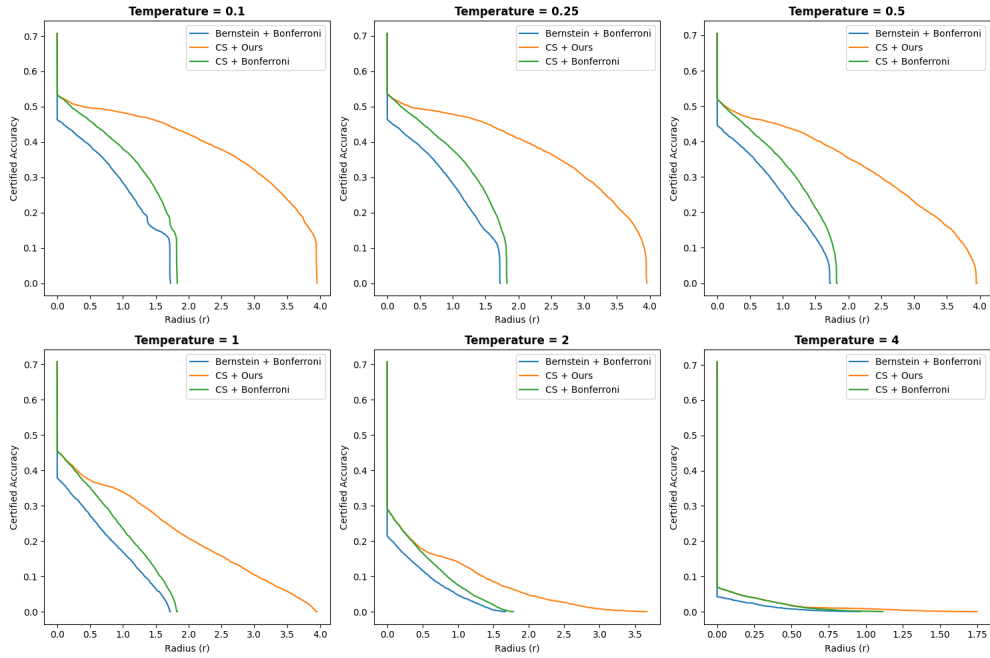 Temperature = 0.1
Certified Accuracy
0.7
0.6
0.5
0.4
0.3
0.2
0.1
0.0
Bernstein + Bonferroni
CS + Ours
CS + Bonferroni
0.0 0.5 1.0 1.5 2.0 2.5 3.0 3.5 4.0
Radius (r)
Temperature = 0.25
Certified Accuracy
0.7
0.6
0.5
0.4
0.3
0.2
0.1
0.0
Bernstein + Bonferroni
CS + Ours
CS + Bonferroni
0.0 0.5 1.0 1.5 2.0 2.5 3.0 3.5 4.0
Radius (r)
Temperature = 0.5
Certified Accuracy
0.7
0.6
0.5
0.4
0.3
0.2
0.1
0.0
Bernstein + Bonferroni
CS + Ours
CS + Bonferroni
0.0 0.5 1.0 1.5 2.0 2.5 3.0 3.5 4.0
Radius (r)
Temperature = 1
Certified Accuracy
0.7
0.6
0.5
0.4
0.3
0.2
0.1
0.0
Bernstein + Bonferroni
CS + Ours
CS + Bonferroni
0.0 0.5 1.0 1.5 2.0 2.5 3.0 3.5 4.0
Radius (r)
Temperature = 2
Certified Accuracy
0.7
0.6
0.5
0.4
0.3
0.2
0.1
0.0
Bernstein + Bonferroni
CS + Ours
CS + Bonferroni
0.0 0.5 1.0 1.5 2.0 2.5 3.0 3.5
Radius (r)
Temperature = 4
Certified Accuracy
0.7
0.6
0.5
0.4
0.3
0.2
0.1
0.0
Bernstein + Bonferroni
CS + Ours
CS + Bonferroni
0.00 0.25 0.50 0.75 1.00 1.25 1.50 1.75
Radius (r)